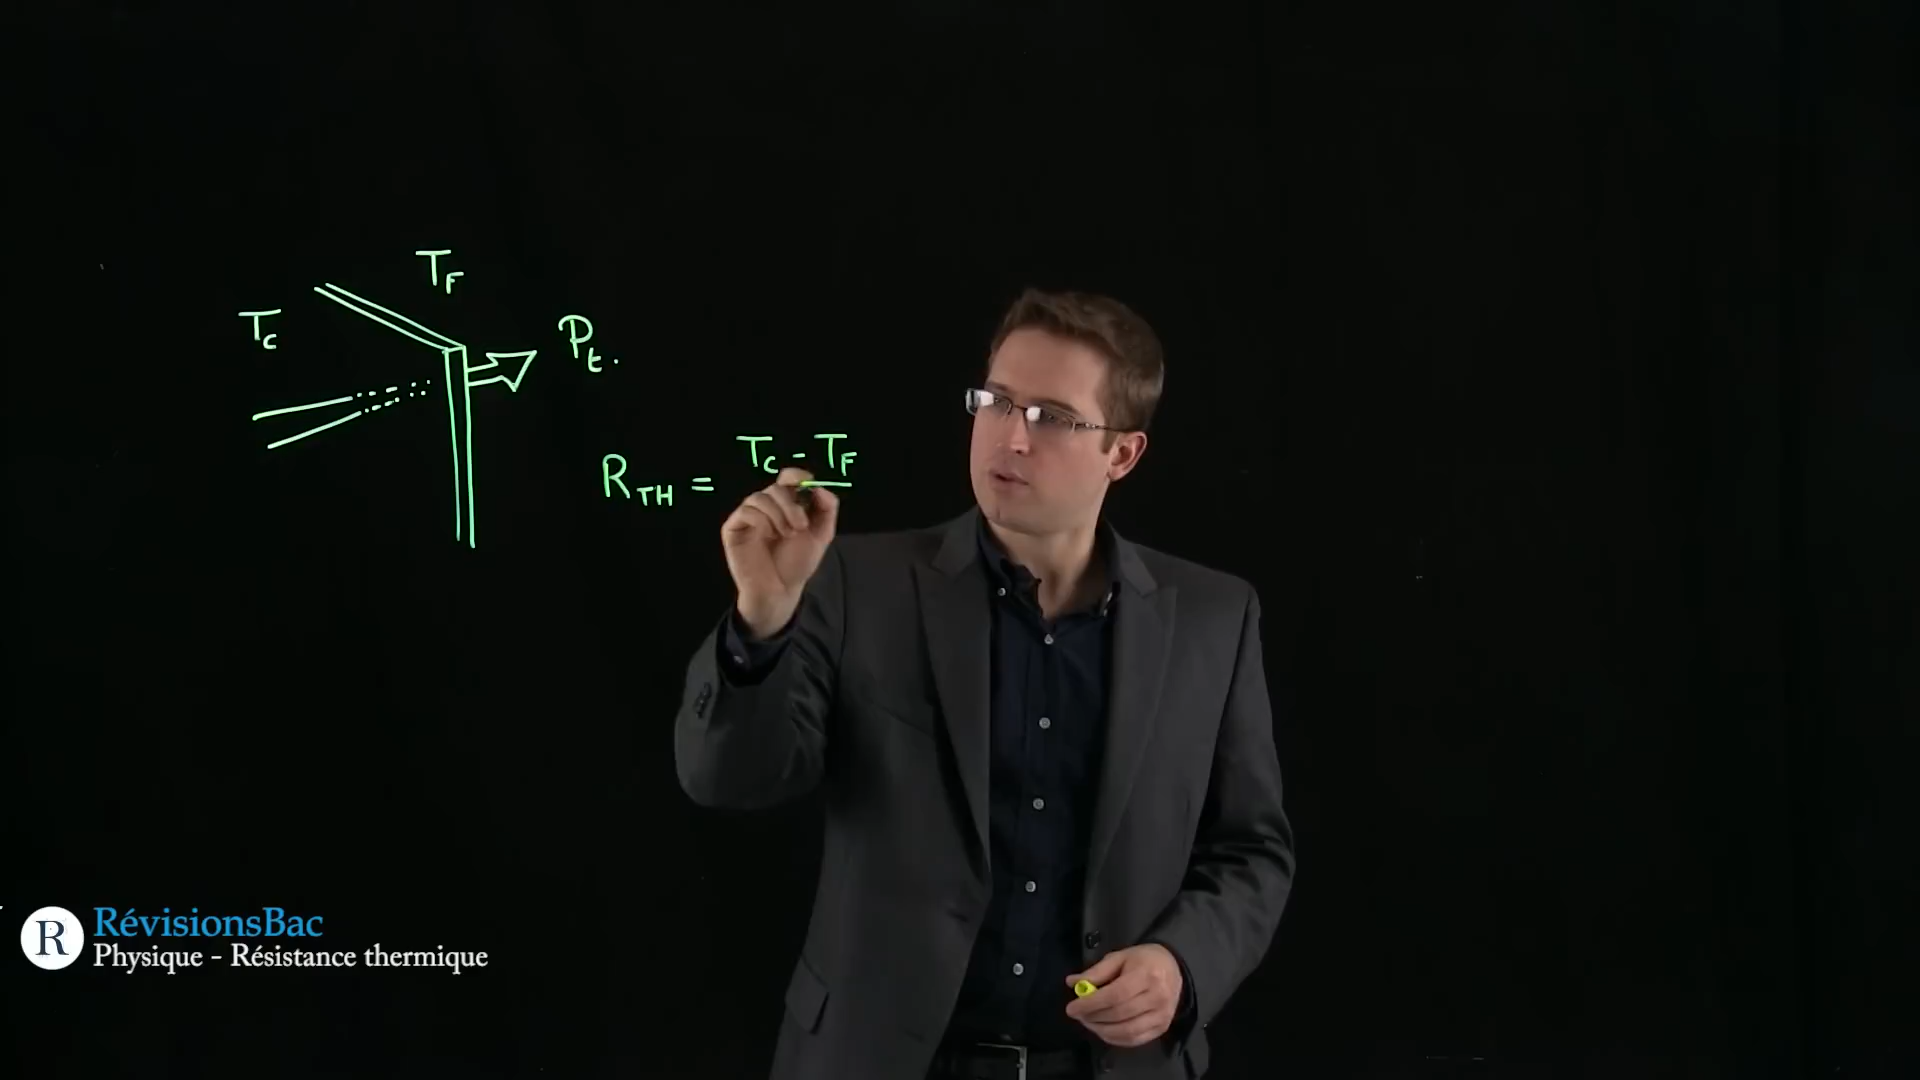 T_F
T_C
P_t.
R_TH = T_C - T_F
R
RévisionsBac
Physique - Résistance thermique